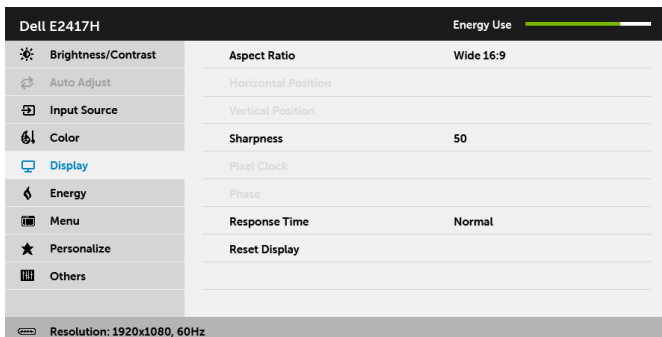 Dell E2417H Energy Use
Brightness/Contrast Aspect Ratio Wide 16:9
Auto Adjust Horizontal Position
Input Source Vertical Position
Color Sharpness 50
Display Pixel Clock
Energy Phase
Menu Response Time Normal
Personalize Reset Display
Others
Resolution: 1920x1080, 60Hz